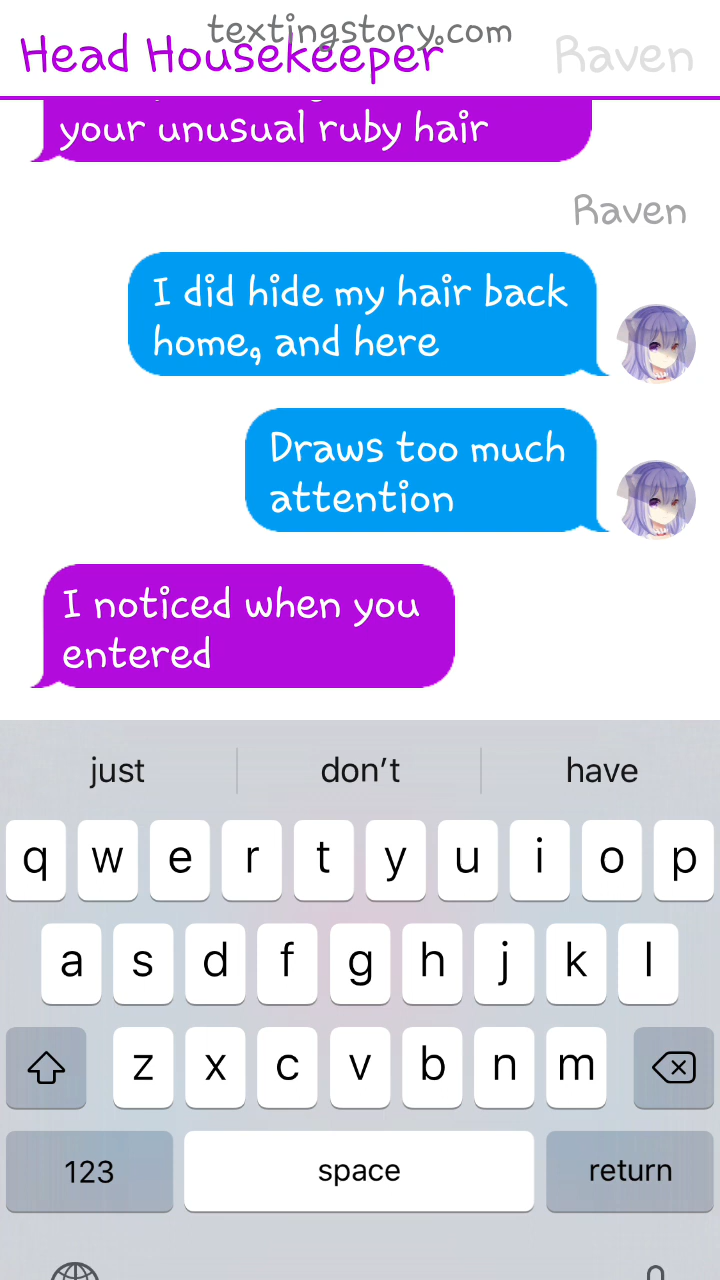 textingstory.com
Head Housekeeper
Raven
your unusual ruby hair
Raven
I did hide my hair back
home, and here
Draws too much
attention
I noticed when you
entered
just don't have
q w e r t y u i o p
a s d f g h j k l
z x c v b n m
123 space return